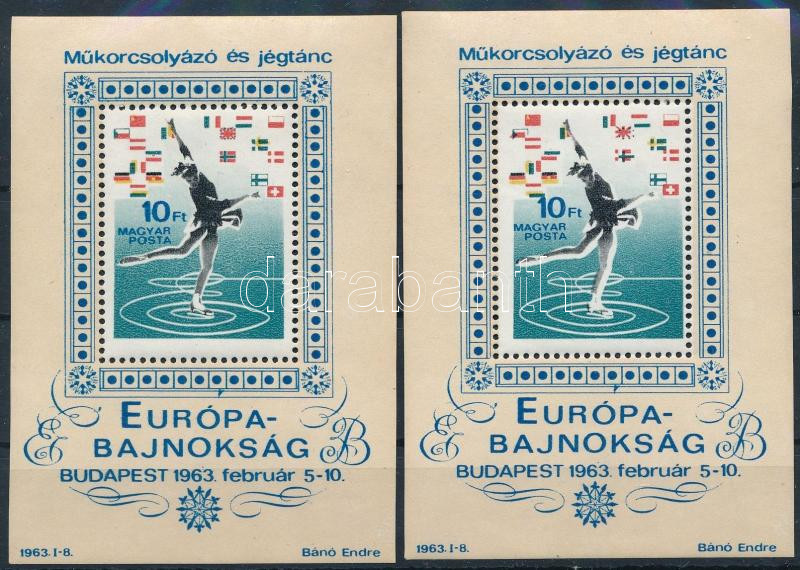 Műkorcsolyázó és jégtánc
10 Ft
MAGYAR
POSTA
EURÓPA-
BAJNOKSÁG
BUDAPEST 1963. február 5-10.
1963. I-8.
Bánó Endre
Műkorcsolyázó és jégtánc
10 Ft
MAGYAR
POSTA
EURÓPA-
BAJNOKSÁG
BUDAPEST 1963. február 5-10.
1963. I-8.
Bánó Endre
darabanth